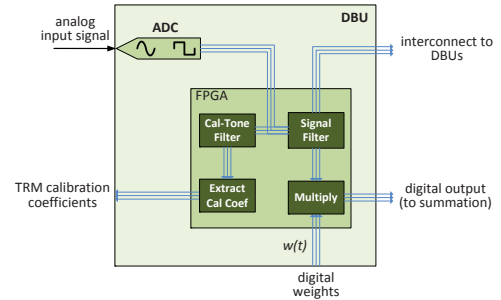 analog
input signal
ADC
DBU
interconnect to
DBUs
FPGA
Cal-Tone
Filter
Signal
Filter
TRM calibration
coefficients
Extract
Cal Coef
Multiply
digital output
(to summation)
w(t)
digital
weights